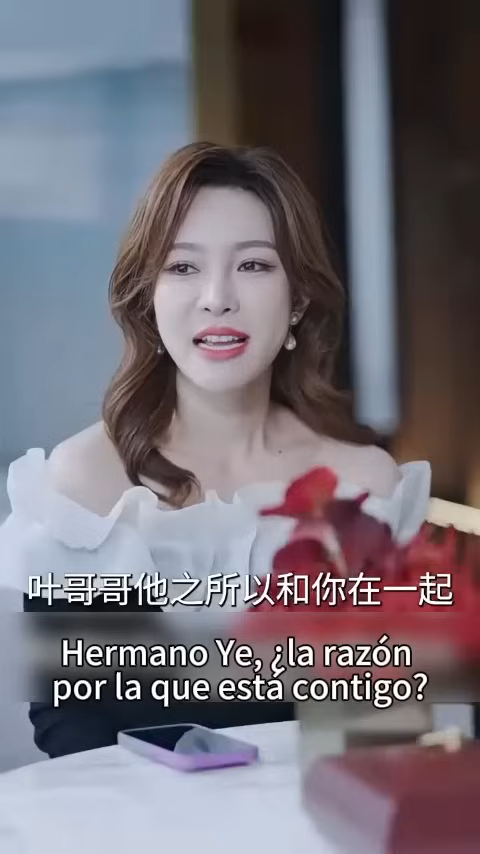 叶哥哥他之所以和你在一起
Hermano Ye, ¿la razón
por la que está contigo?